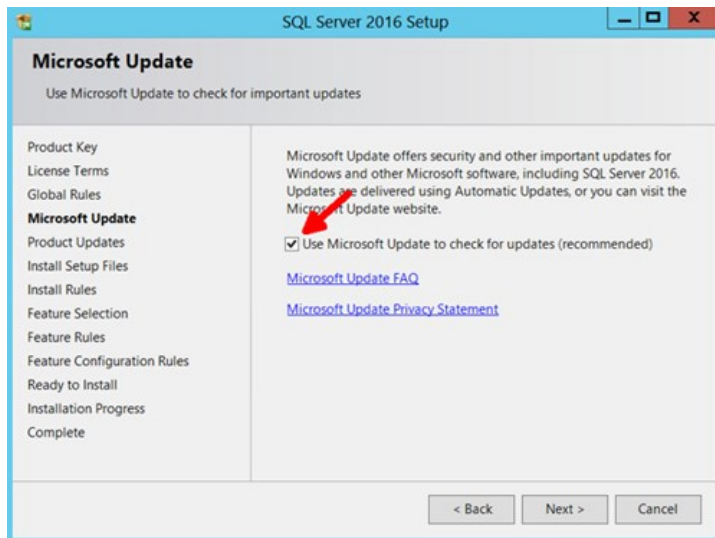 SQL Server 2016 Setup
Microsoft Update
Use Microsoft Update to check for important updates
Product Key
License Terms
Global Rules
Microsoft Update
Product Updates
Install Setup Files
Install Rules
Feature Selection
Feature Rules
Feature Configuration Rules
Ready to Install
Installation Progress
Complete
Microsoft Update offers security and other important updates for
Windows and other Microsoft software, including SQL Server 2016.
Updates are delivered using Automatic Updates, or you can visit the
Microsoft Update website.
Use Microsoft Update to check for updates (recommended)
Microsoft Update FAQ
Microsoft Update Privacy Statement
< Back
Next >
Cancel